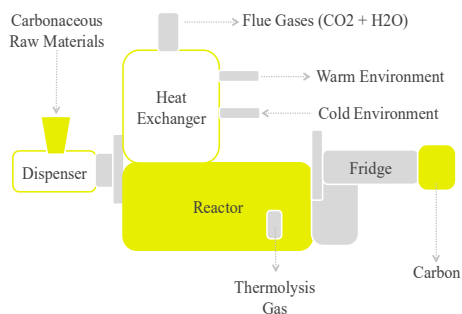 Carbonaceous
Raw Materials
Flue Gases (CO2 + H2O)
Heat
Exchanger
Warm Environment
Cold Environment
Dispenser
Fridge
Reactor
Carbon
Thermolysis
Gas